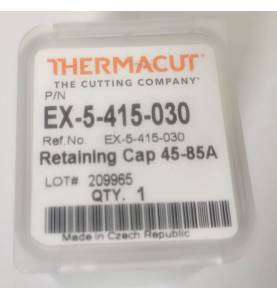 THERMACUT®
THE CUTTING COMPANY®
P/N
EX-5-415-030
Ref.No. EX-5-415-030
Retaining Cap 45-85A
LOT# 209965
QTY. 1
Made in Czech Republic